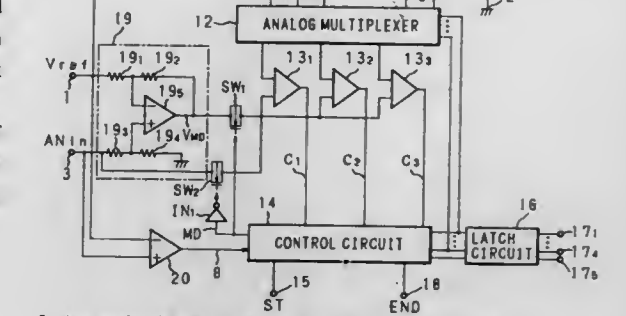 12
ANALOG MULTIPLEXER
19
19₁
19₂
Vref
1
19₅
SW₁
13₁
13₂
13₃
VMD
ANin
3
19₃
19₄
SW₂
C₁
C₂
C₃
IN₁
MD
14
CONTROL CIRCUIT
16
LATCH
CIRCUIT
17₁
17₄
17₅
20
8
15
ST
18
END